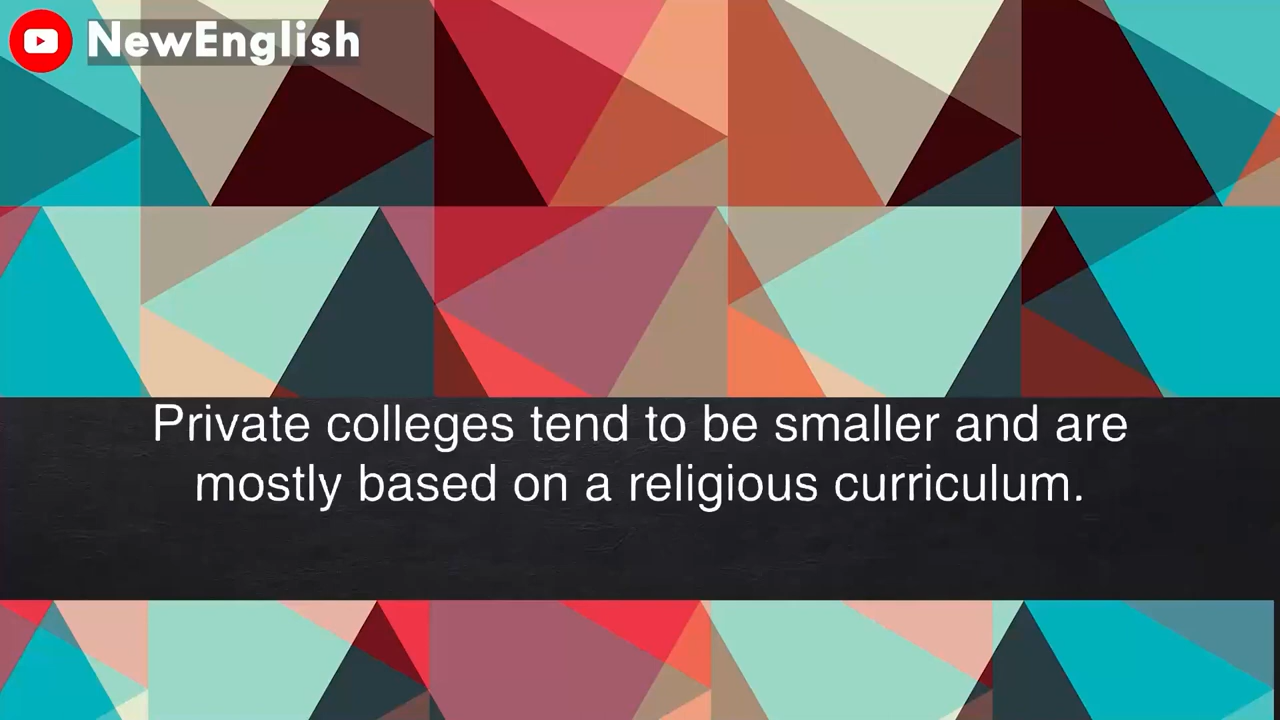 NewEnglish
Private colleges tend to be smaller and are
mostly based on a religious curriculum.